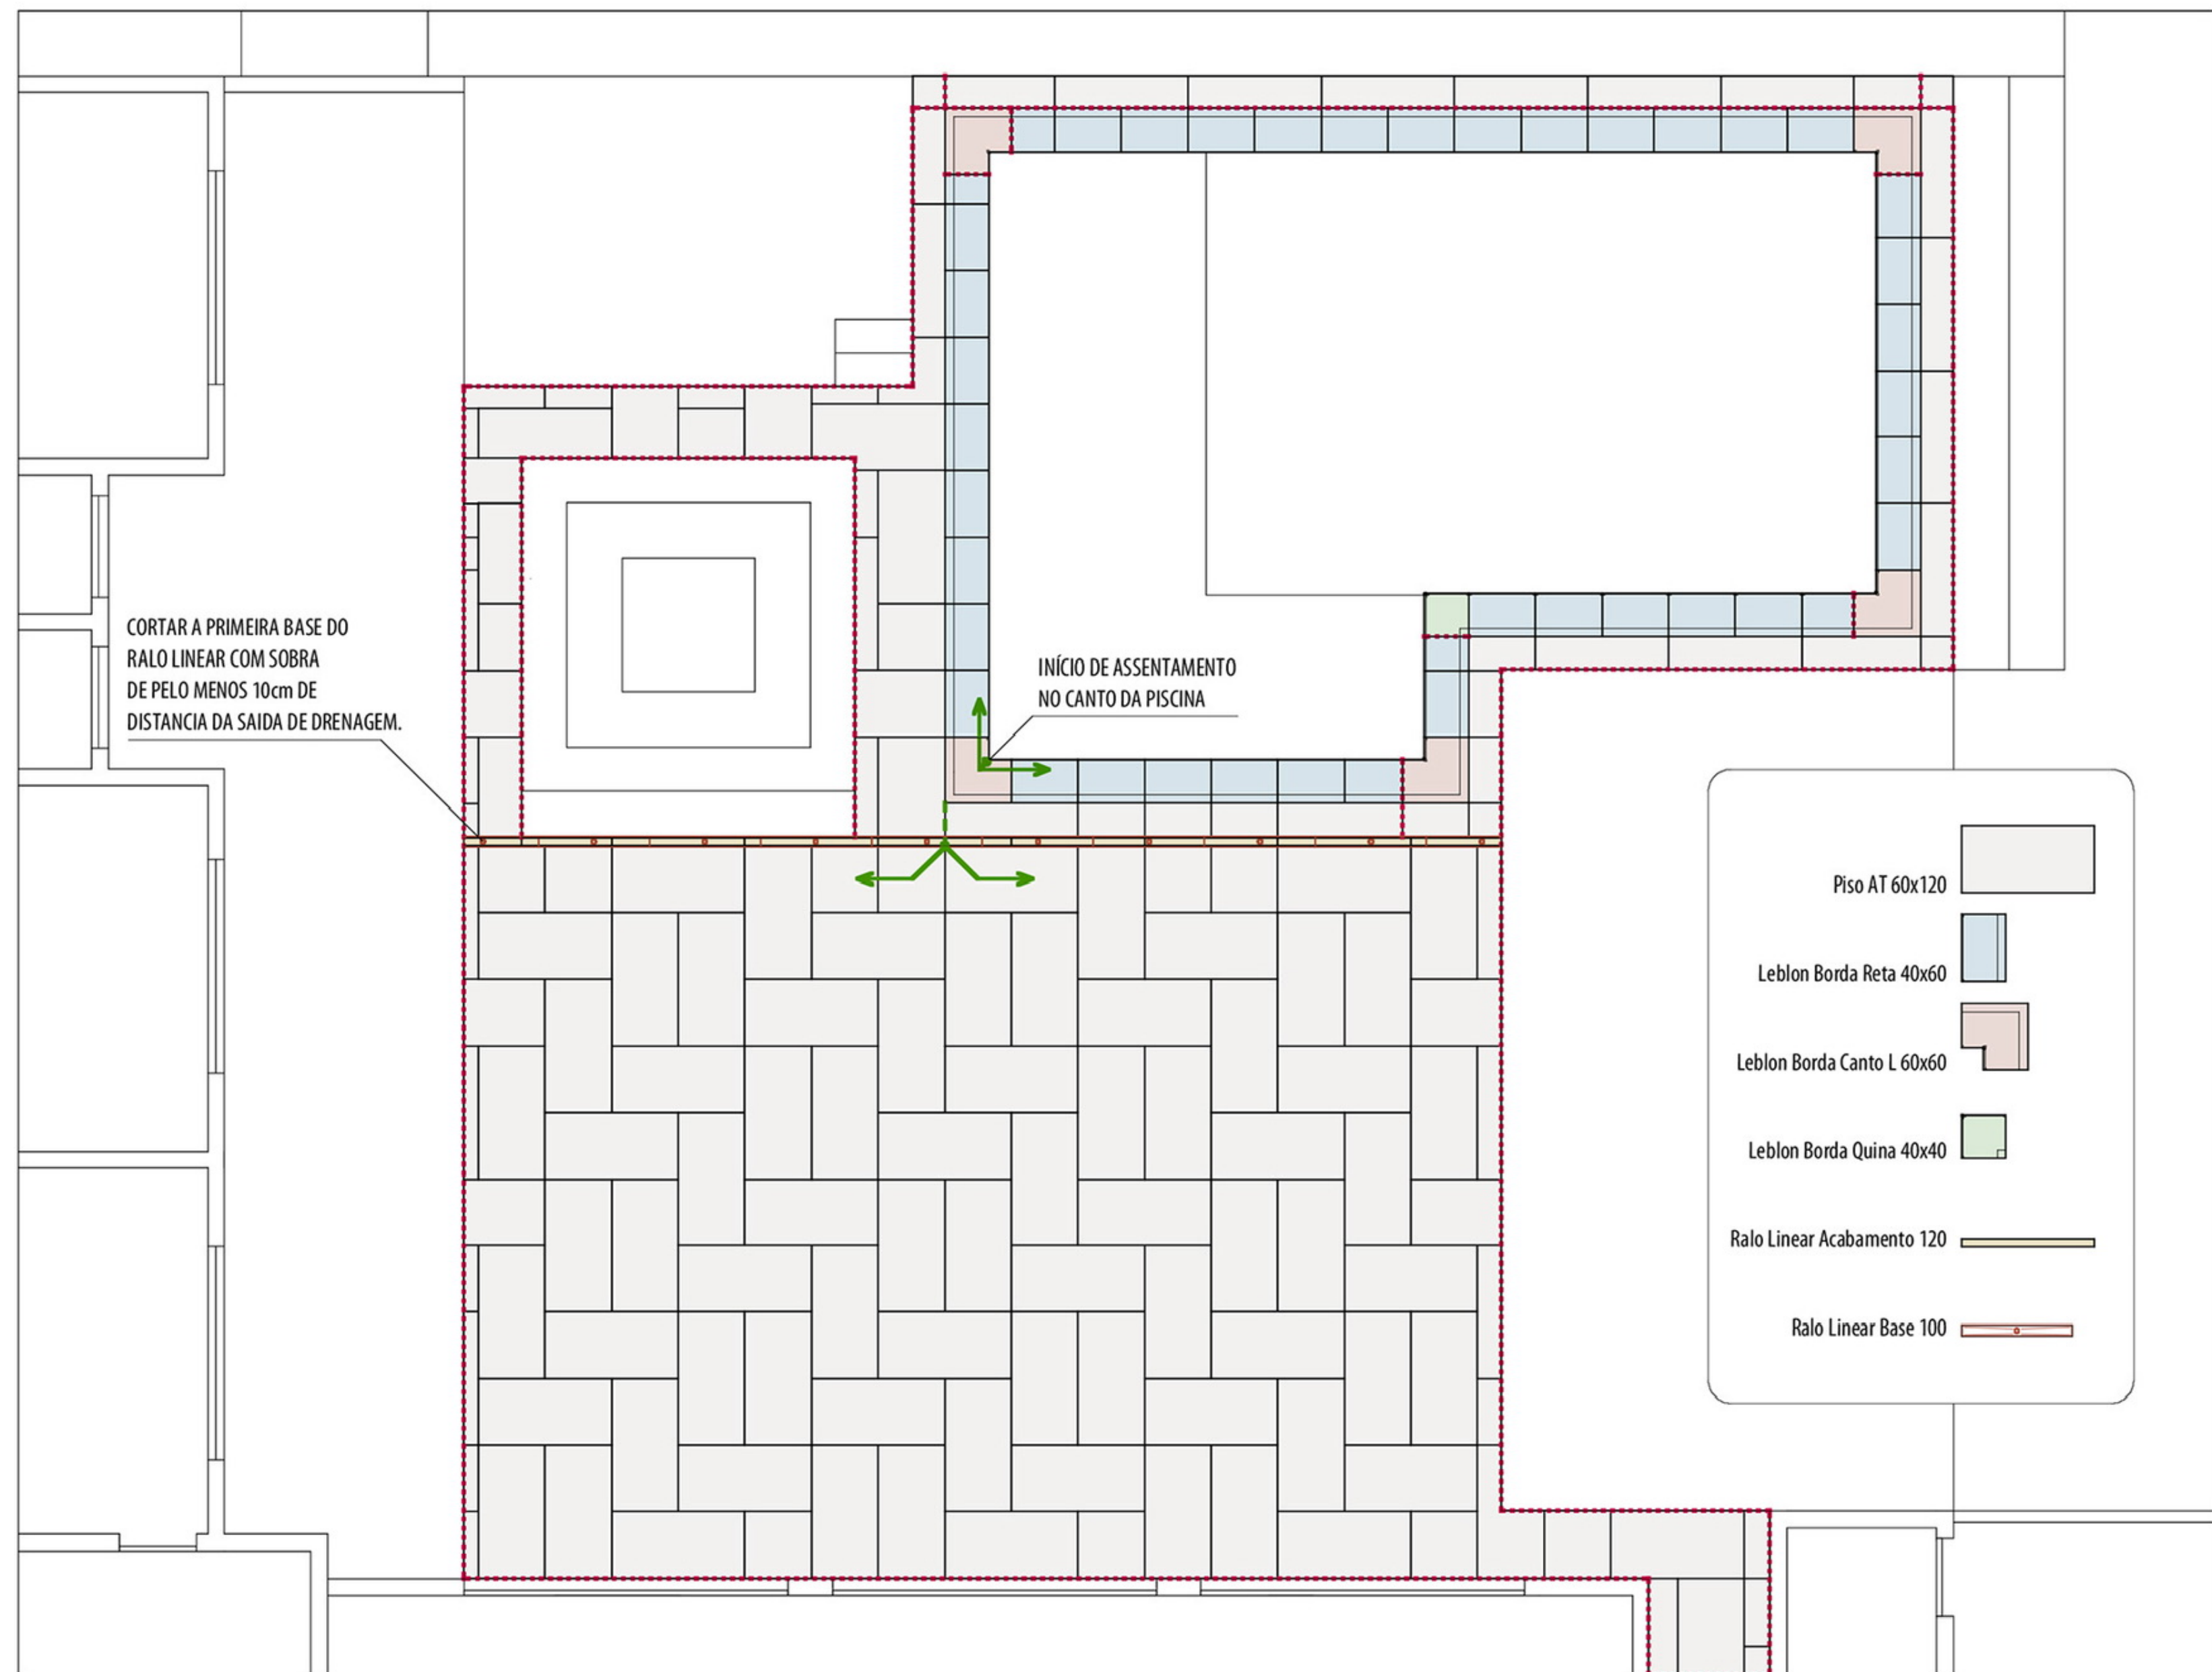 CORTAR A PRIMEIRA BASE DO
RALO LINEAR COM SOBRA
DE PELO MENOS 10cm DE
DISTANCIA DA SAIDA DE DRENAGEM.
INÍCIO DE ASSENTAMENTO
NO CANTO DA PISCINA
Piso AT 60x120
Leblon Borda Reta 40x60
Leblon Borda Canto L 60x60
Leblon Borda Quina 40x40
Ralo Linear Acabamento 120
Ralo Linear Base 100